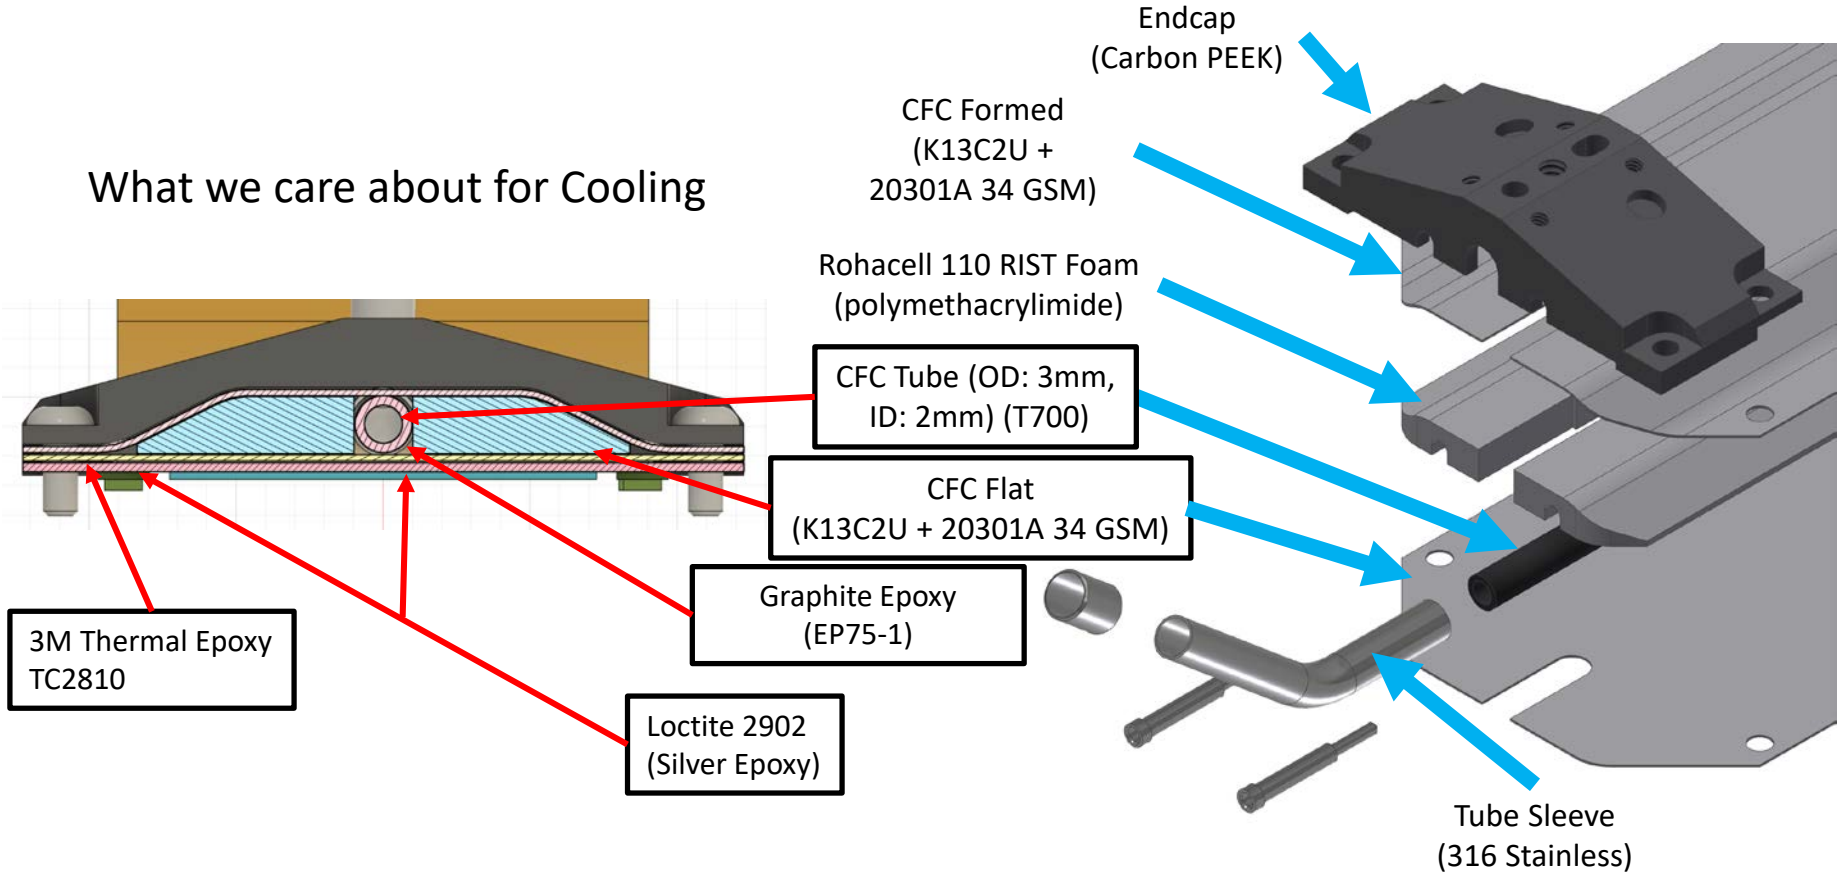 Endcap
(Carbon PEEK)
CFC Formed
(K13C2U +
20301A 34 GSM)
What we care about for Cooling
Rohacell 110 RIST Foam
(polymethacrylimide)
CFC Tube (OD: 3mm,
ID: 2mm) (T700)
CFC Flat
(K13C2U + 20301A 34 GSM)
Graphite Epoxy
(EP75-1)
3M Thermal Epoxy
TC2810
Loctite 2902
(Silver Epoxy)
Tube Sleeve
(316 Stainless)